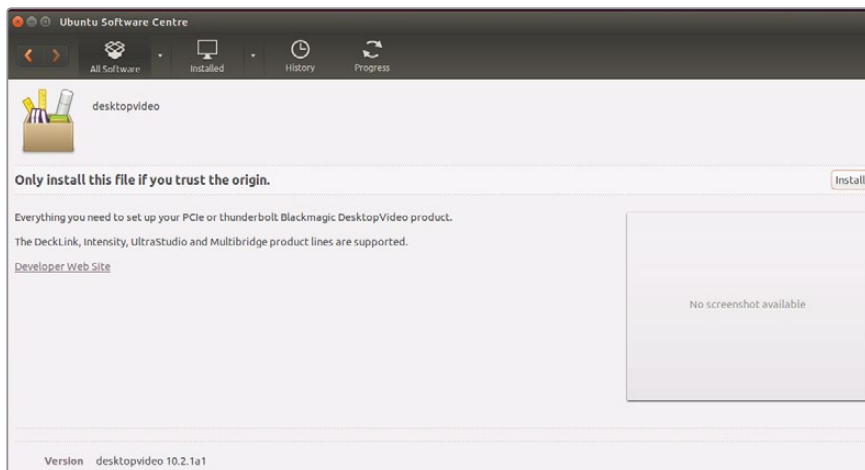 Ubuntu Software Centre
All Software
Installed
History
Progress
desktopvideo
Only install this file if you trust the origin.
Install
Everything you need to set up your PCIe or thunderbolt Blackmagic DesktopVideo product.
The DeckLink, Intensity, UltraStudio and Multibridge product lines are supported.
Developer Web Site
No screenshot available
Version desktopvideo 10.2.1a1